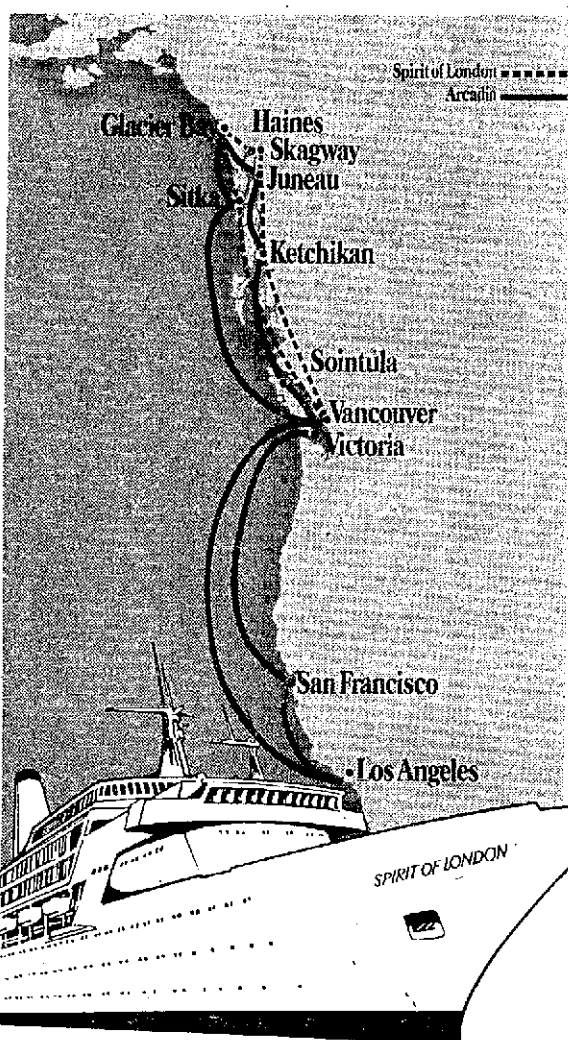 Spirit of London
Arcadia
Glacier Bay
Haines
Skagway
Juneau
Sitka
Ketchikan
Sointula
Vancouver
Victoria
San Francisco
Los Angeles
SPIRIT OF LONDON